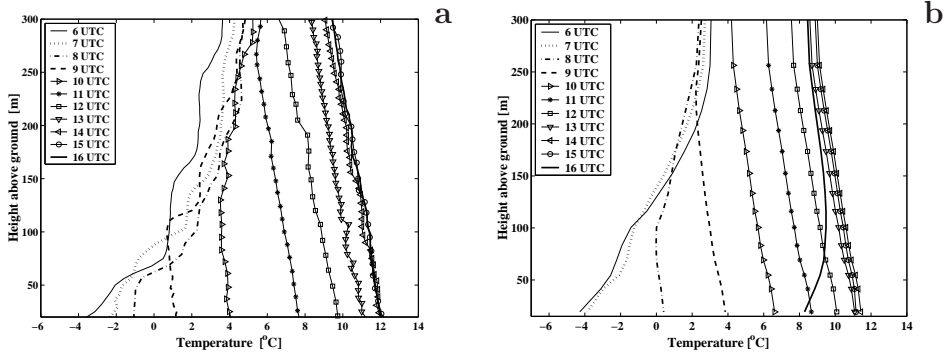 a
300
250
200
150
100
50
Height above ground [m]
6 UTC
7 UTC
8 UTC
9 UTC
10 UTC
11 UTC
12 UTC
13 UTC
14 UTC
15 UTC
16 UTC
−6 −4 −2 0 2 4 6 8 10 12 14
Temperature [°C]
b
300
250
200
150
100
50
Height above ground [m]
6 UTC
7 UTC
8 UTC
9 UTC
10 UTC
11 UTC
12 UTC
13 UTC
14 UTC
15 UTC
16 UTC
−6 −4 −2 0 2 4 6 8 10 12 14
Temperature [°C]